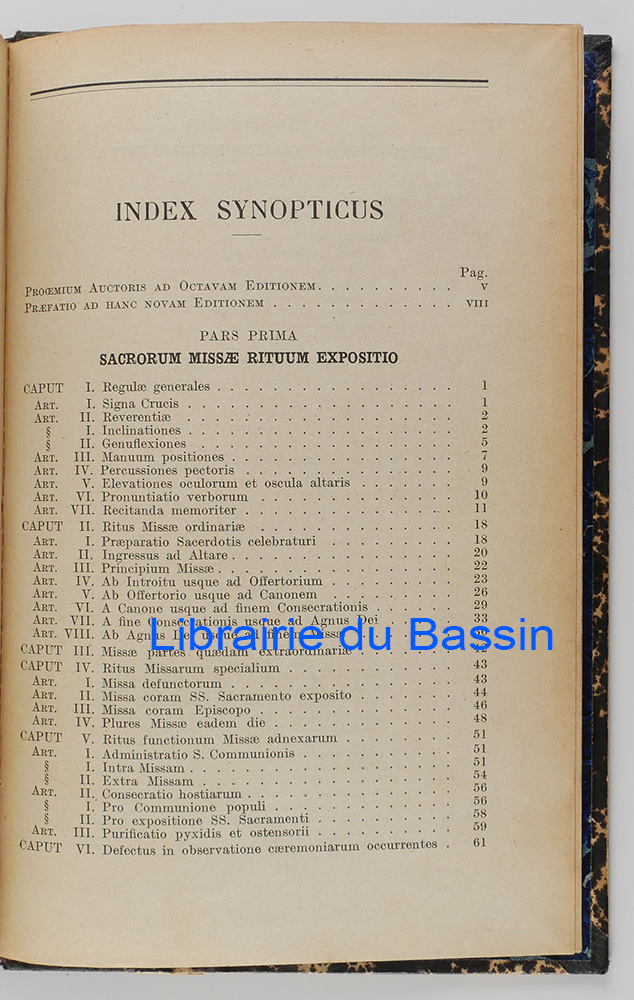 INDEX SYNOPTICUS
Pag.
PROŒMIUM AUCTORIS AD OCTAVAM EDITIONEM. . . . . . . . . . V
PRÆFATIO AD HANC NOVAM EDITIONEM . . . . . . . . . . . . . VIII
PARS PRIMA
SACRORUM MISSÆ RITUUM EXPOSITIO
CAPUT I. Regulæ generales . . . . . . . . . . . . . . . . . 1
ART. I. Signa Crucis . . . . . . . . . . . . . . . . . . . 1
ART. II. Reverentiæ . . . . . . . . . . . . . . . . . . . 2
§ I. Inclinationes . . . . . . . . . . . . . . . . . . . 2
§ II. Genuflexiones . . . . . . . . . . . . . . . . . . . 5
ART. III. Manuum positiones . . . . . . . . . . . . . . . . 7
ART. IV. Percussiones pectoris . . . . . . . . . . . . . . . 9
ART. V. Elevationes oculorum et oscula altaris . . . . . . . 9
ART. VI. Pronuntiatio verborum . . . . . . . . . . . . . . 10
ART. VII. Recitanda memoriter . . . . . . . . . . . . . . . 11
CAPUT II. Ritus Missæ ordinariæ . . . . . . . . . . . . . . 18
ART. I. Præparatio Sacerdotis celebraturi . . . . . . . . . 18
ART. II. Ingressus ad Altare . . . . . . . . . . . . . . . . 20
ART. III. Principium Missæ . . . . . . . . . . . . . . . . . 22
ART. IV. Ab Introitu usque ad Offertorium . . . . . . . . . 23
ART. V. Ab Offertorio usque ad Canonem . . . . . . . . . . 26
ART. VI. A Canone usque ad finem Consecrationis . . . . . . 29
ART. VII. A fine Consecrationis usque ad Agnus Dei . . . . . 33
ART. VIII. Ab Agnus Dei usque ad finem Missæ
Librairie du Bassin
CAPUT III. Missæ partes quædam extraordinariæ . . . . . . . 42
CAPUT IV. Ritus Missarum specialium . . . . . . . . . . . . 43
ART. I. Missa defunctorum . . . . . . . . . . . . . . . . 43
ART. II. Missa coram SS. Sacramento exposito . . . . . . . 44
ART. III. Missa coram Episcopo . . . . . . . . . . . . . . 46
ART. IV. Plures Missæ eadem die . . . . . . . . . . . . . . 48
CAPUT V. Ritus functionum Missæ adnexarum . . . . . . . . 51
ART. I. Administratio S. Communionis . . . . . . . . . . . 51
§ I. Intra Missam . . . . . . . . . . . . . . . . . . . 51
§ II. Extra Missam . . . . . . . . . . . . . . . . . . . 54
ART. II. Consecratio hostiarum . . . . . . . . . . . . . . 56
§ I. Pro Communione populi . . . . . . . . . . . . . . 56
§ II. Pro expositione SS. Sacramenti . . . . . . . . . . 58
ART. III. Purificatio pyxidis et ostensorii . . . . . . . . . 59
CAPUT VI. Defectus in observatione cæremoniarum occurrentes . 61